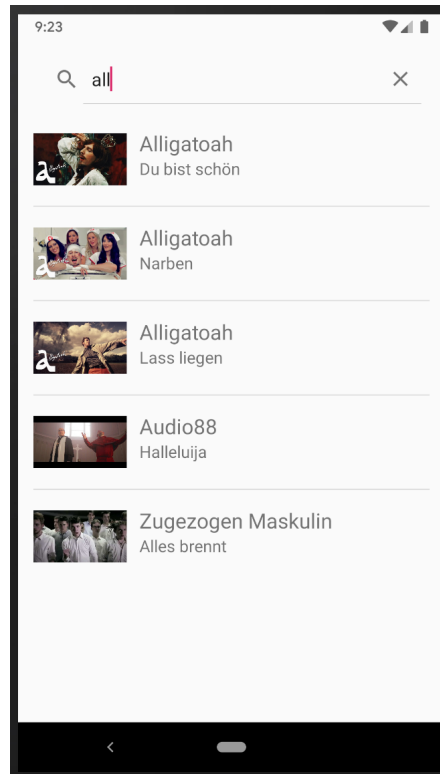 9:23
all
Alligatoah
Du bist schön
Alligatoah
Narben
Alligatoah
Lass liegen
Audio88
Halleluija
Zugezogen Maskulin
Alles brennt